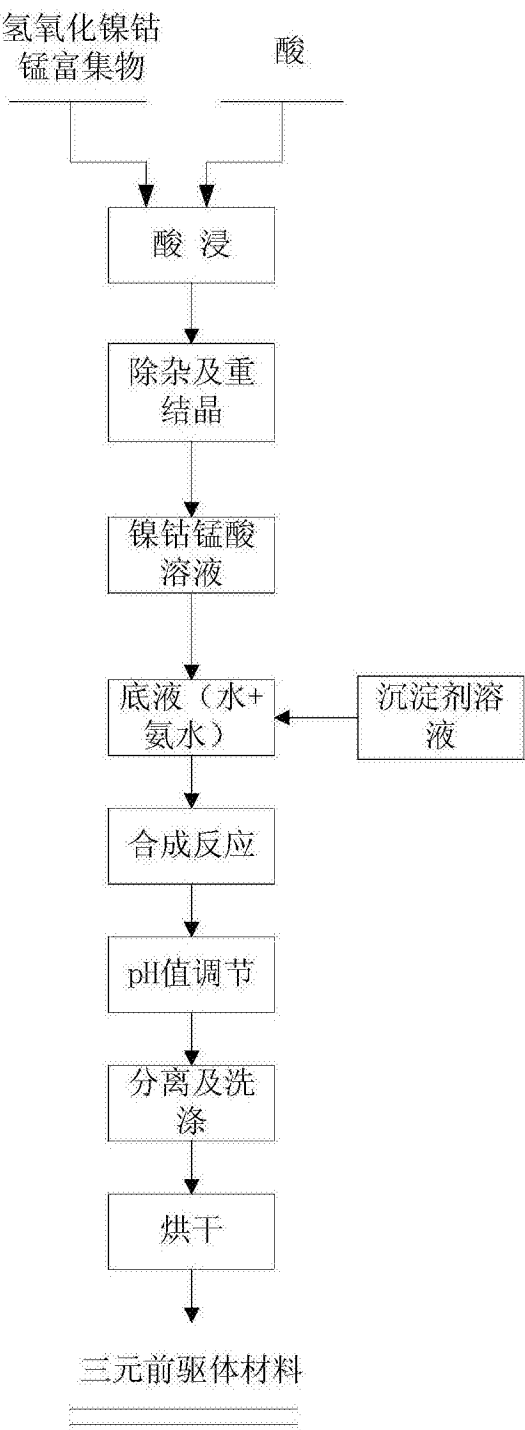 氢氧化镍钴
锰富集物
酸
酸 浸
除杂及重
结晶
镍钴锰酸
溶液
底液（水+
氨水）
沉淀剂溶
液
合成反应
pH值调节
分离及洗
涤
烘干
三元前驱体材料